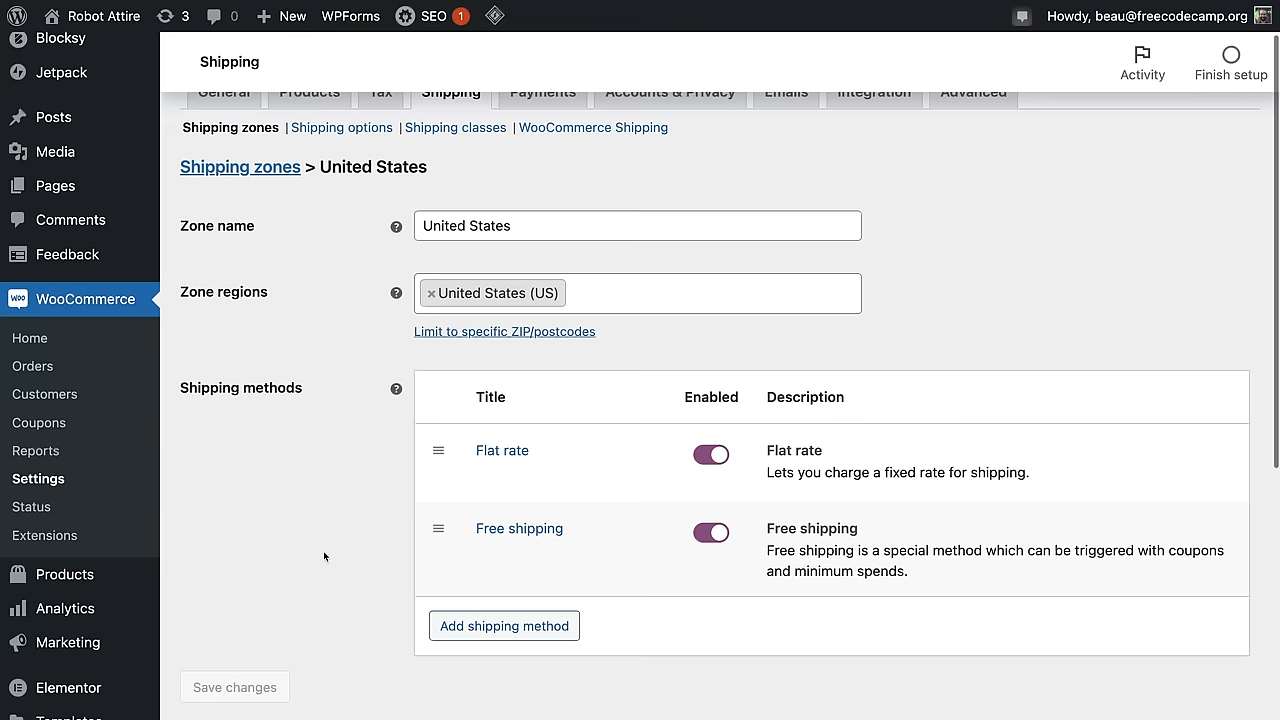 Robot Attire 3 0 New WPForms SEO 1 Howdy, beau@freecodecamp.org
Blocksy
Jetpack
Posts
Media
Pages
Comments
Feedback
WOO WooCommerce
Home
Orders
Customers
Coupons
Reports
Settings
Status
Extensions
Products
Analytics
Marketing
Elementor
Templates
Shipping
Activity
Finish setup
General Products Tax Shipping Payments Accounts & Privacy Emails Integration Advanced
Shipping zones | Shipping options | Shipping classes | WooCommerce Shipping
Shipping zones > United States
Zone name ? United States
Zone regions ? ×United States (US)
Limit to specific ZIP/postcodes
Shipping methods ?
Title Enabled Description
Flat rate Flat rate
Lets you charge a fixed rate for shipping.
Free shipping Free shipping
Free shipping is a special method which can be triggered with coupons
and minimum spends.
Add shipping method
Save changes